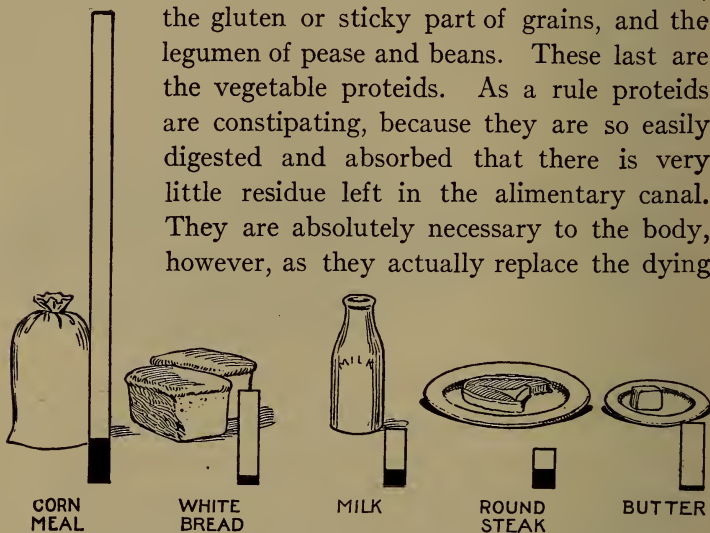 the gluten or sticky part of grains, and the
legumen of pease and beans. These last are
the vegetable proteids. As a rule proteids
are constipating, because they are so easily
digested and absorbed that there is very
little residue left in the alimentary canal.
They are absolutely necessary to the body,
however, as they actually replace the dying
MILK
CORN MEAL
WHITE BREAD
MILK
ROUND STEAK
BUTTER